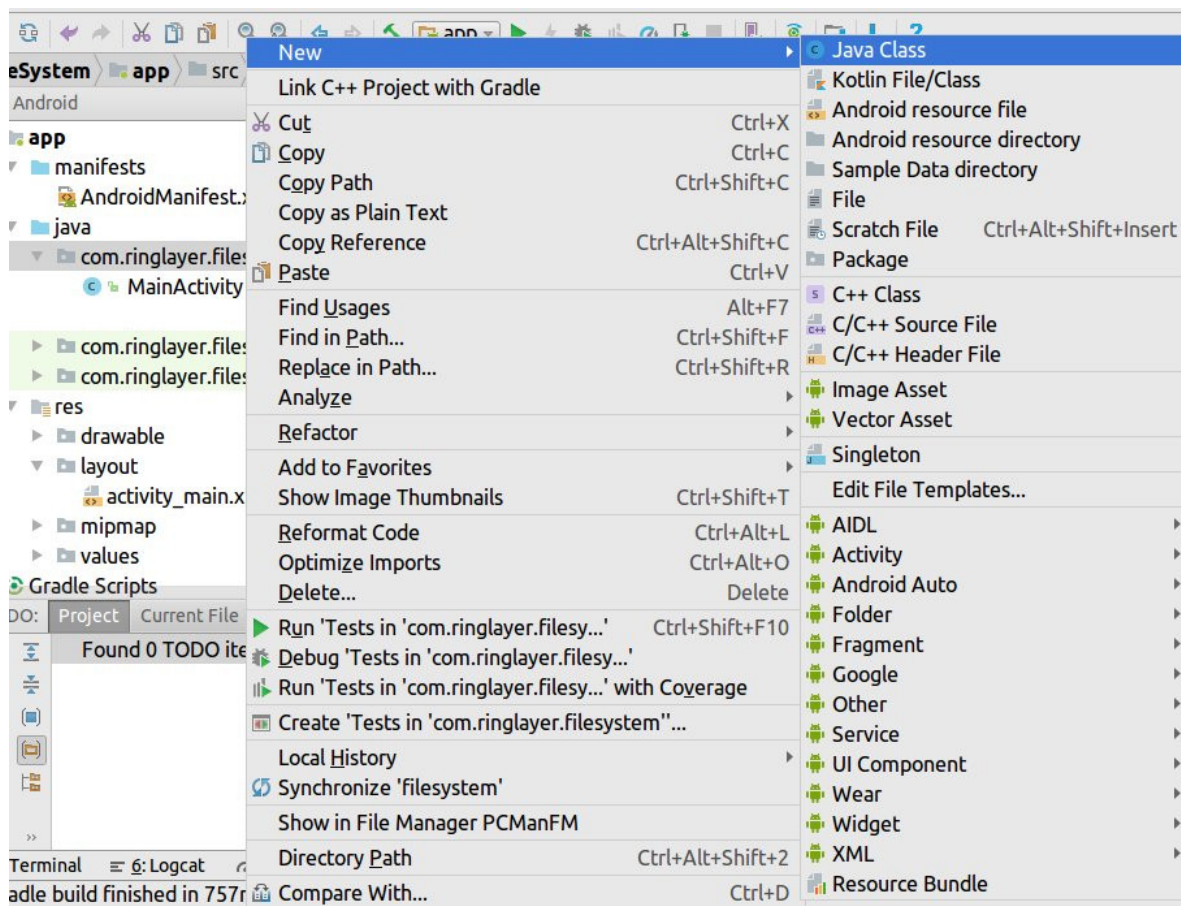 app
eSystem app src
Android
app
manifests
AndroidManifest.x
java
com.ringlayer.files
MainActivity
com.ringlayer.files
com.ringlayer.files
res
drawable
layout
activity_main.x
mipmap
values
Gradle Scripts
DO: Project Current File
Found 0 TODO ite
Terminal 6: Logcat
adle build finished in 757
New
Link C++ Project with Gradle
Cut Ctrl+X
Copy Ctrl+C
Copy Path Ctrl+Shift+C
Copy as Plain Text
Copy Reference Ctrl+Alt+Shift+C
Paste Ctrl+V
Find Usages Alt+F7
Find in Path... Ctrl+Shift+F
Replace in Path... Ctrl+Shift+R
Analyze
Refactor
Add to Favorites
Show Image Thumbnails Ctrl+Shift+T
Reformat Code Ctrl+Alt+L
Optimize Imports Ctrl+Alt+O
Delete... Delete
Run 'Tests in 'com.ringlayer.filesy...' Ctrl+Shift+F10
Debug 'Tests in 'com.ringlayer.filesy...'
Run 'Tests in 'com.ringlayer.filesy...' with Coverage
Create 'Tests in 'com.ringlayer.filesystem''...
Local History
Synchronize 'filesystem'
Show in File Manager PCManFM
Directory Path Ctrl+Alt+Shift+2
Compare With... Ctrl+D
Java Class
Kotlin File/Class
Android resource file
Android resource directory
Sample Data directory
File
Scratch File Ctrl+Alt+Shift+Insert
Package
C++ Class
C/C++ Source File
C/C++ Header File
Image Asset
Vector Asset
Singleton
Edit File Templates...
AIDL
Activity
Android Auto
Folder
Fragment
Google
Other
Service
UI Component
Wear
Widget
XML
Resource Bundle